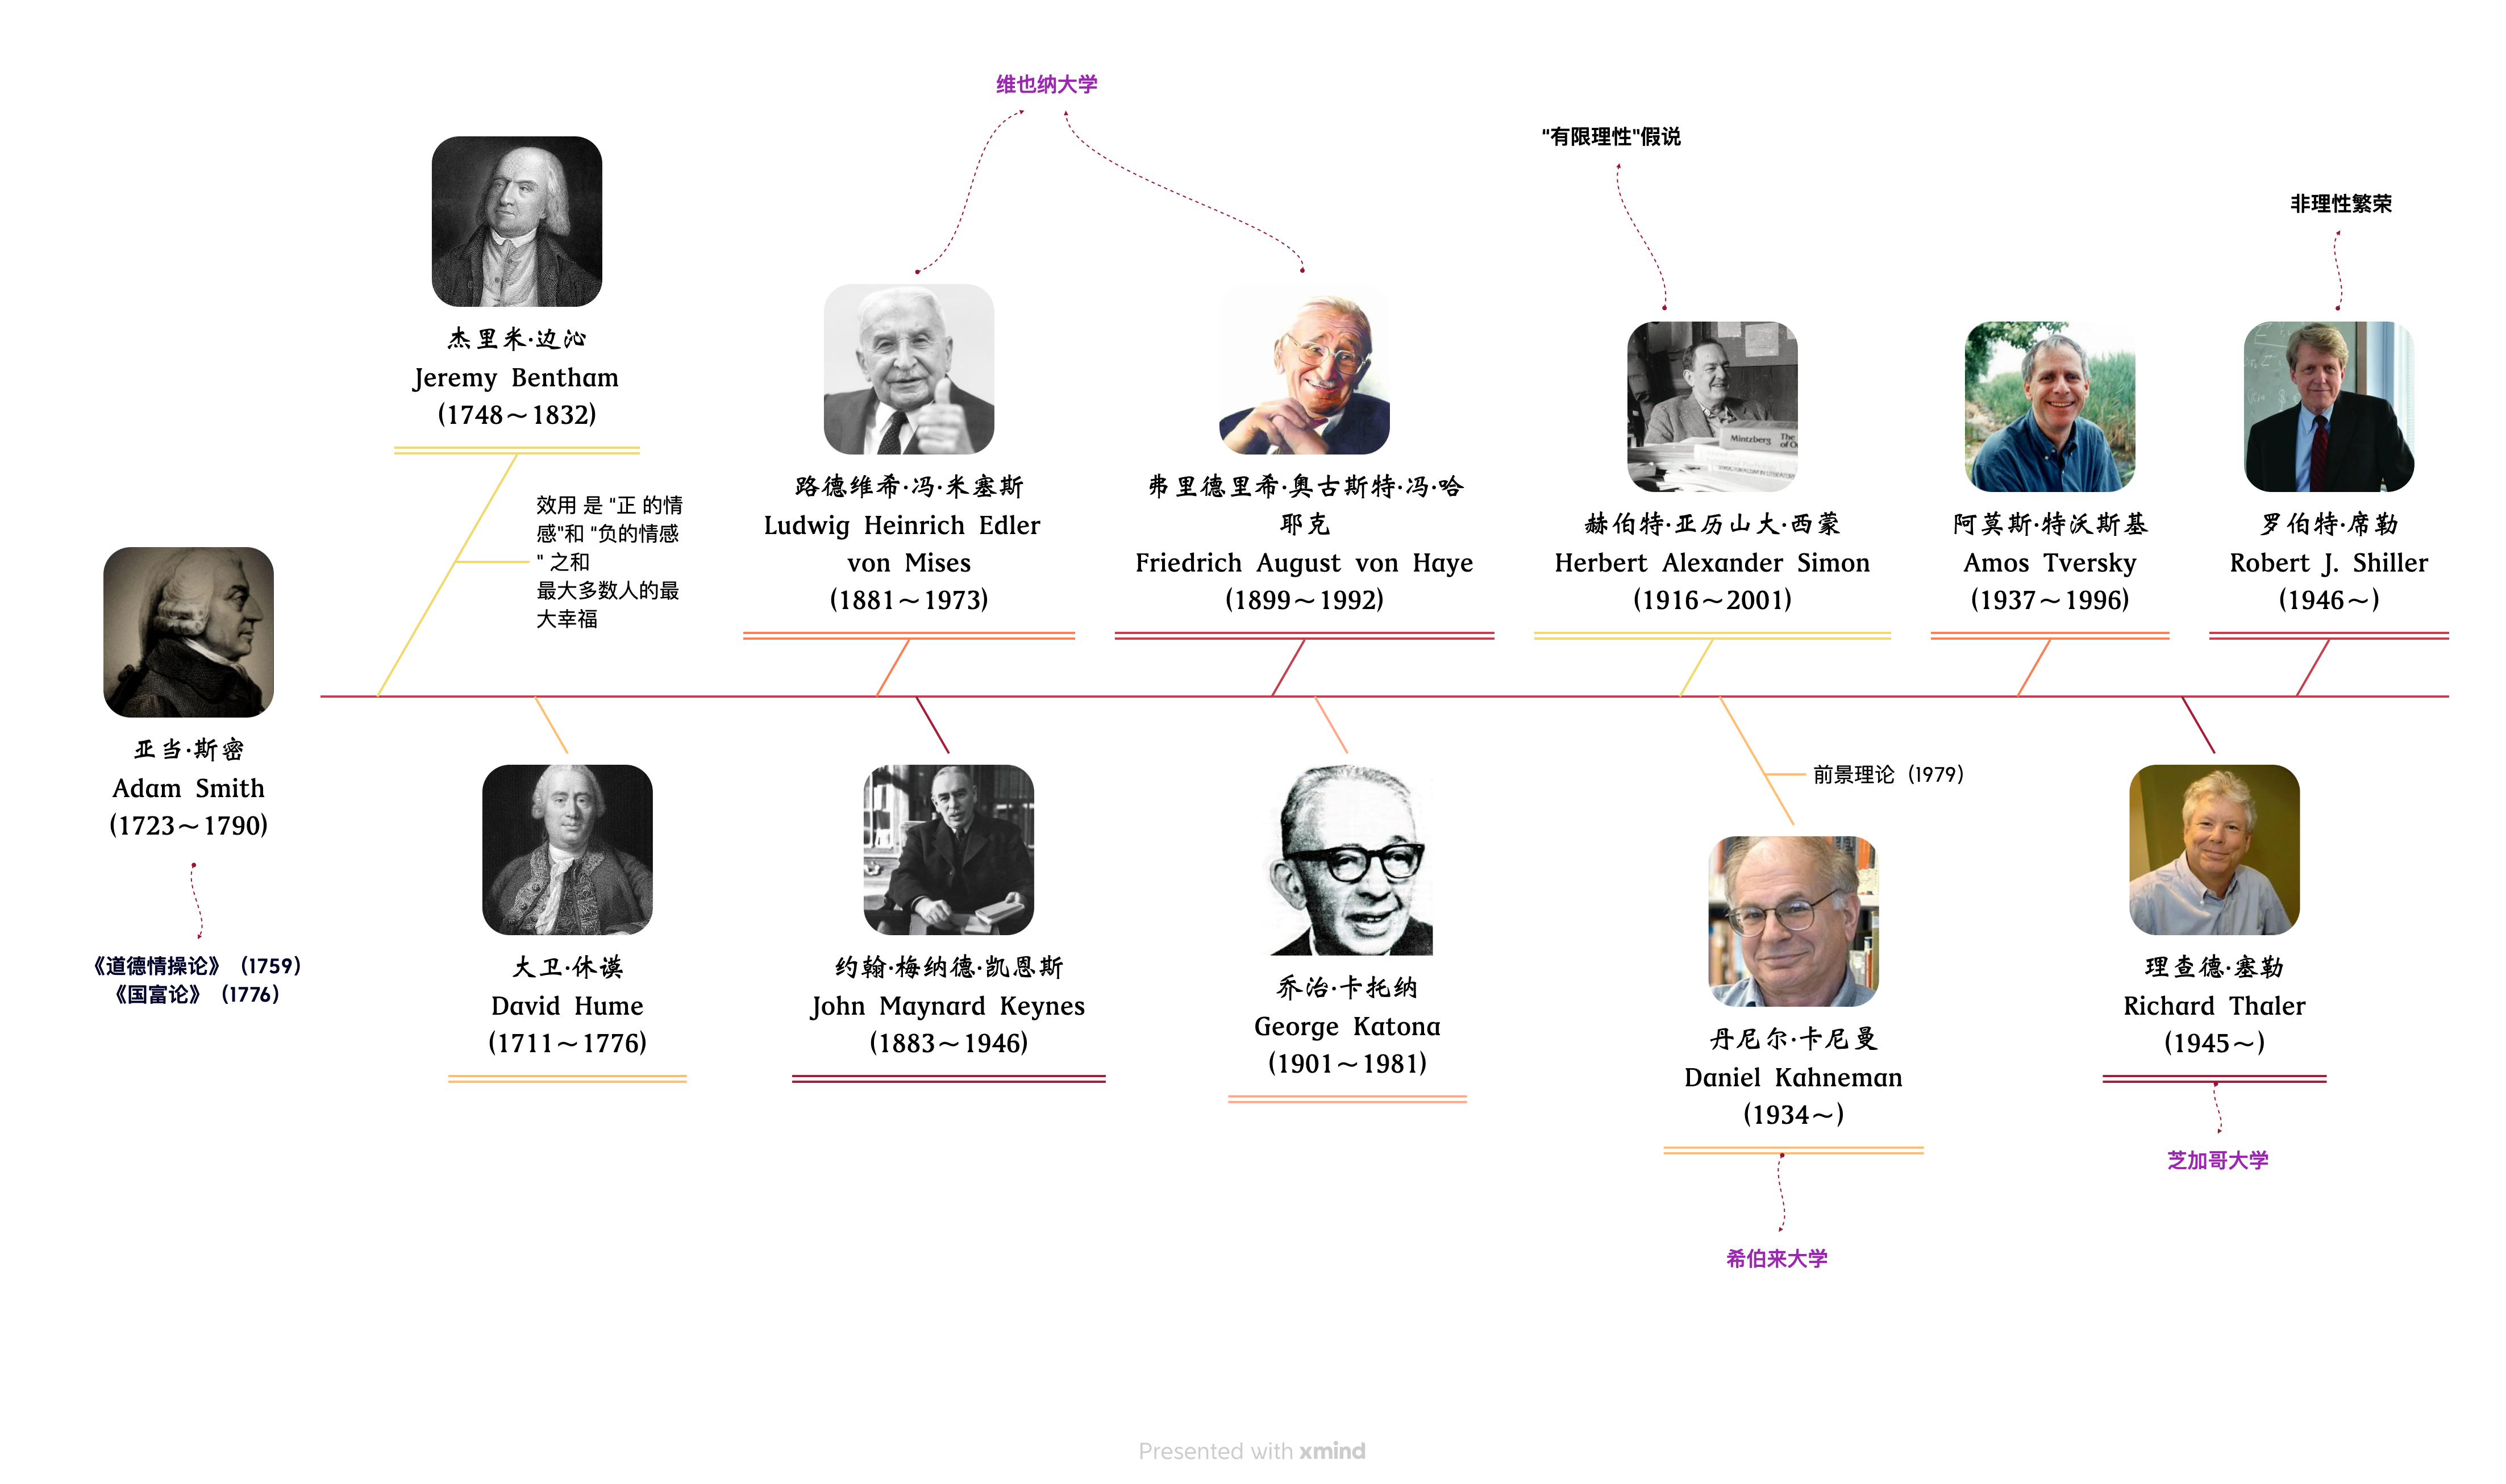 维也纳大学
"有限理性"假说
非理性繁荣
杰里米·边沁
Jeremy Bentham
(1748～1832)
效用 是 "正 的情
感"和 "负的情感
" 之和
最大多数人的最
大幸福
路德维希·冯·米塞斯
Ludwig Heinrich Edler
von Mises
(1881～1973)
弗里德里希·奥古斯特·冯·哈
耶克
Friedrich August von Haye
(1899～1992)
Mintzberg The
赫伯特·亚历山大·西蒙
Herbert Alexander Simon
(1916～2001)
阿莫斯·特沃斯基
Amos Tversky
(1937～1996)
罗伯特·席勒
Robert J. Shiller
(1946～)
亚当·斯密
Adam Smith
(1723～1790)
《道德情操论》（1759）
《国富论》（1776）
大卫·休谟
David Hume
(1711～1776)
约翰·梅纳德·凯恩斯
John Maynard Keynes
(1883～1946)
乔治·卡托纳
George Katona
(1901～1981)
前景理论（1979）
丹尼尔·卡尼曼
Daniel Kahneman
(1934～)
希伯来大学
理查德·塞勒
Richard Thaler
(1945～)
芝加哥大学
Presented with xmind